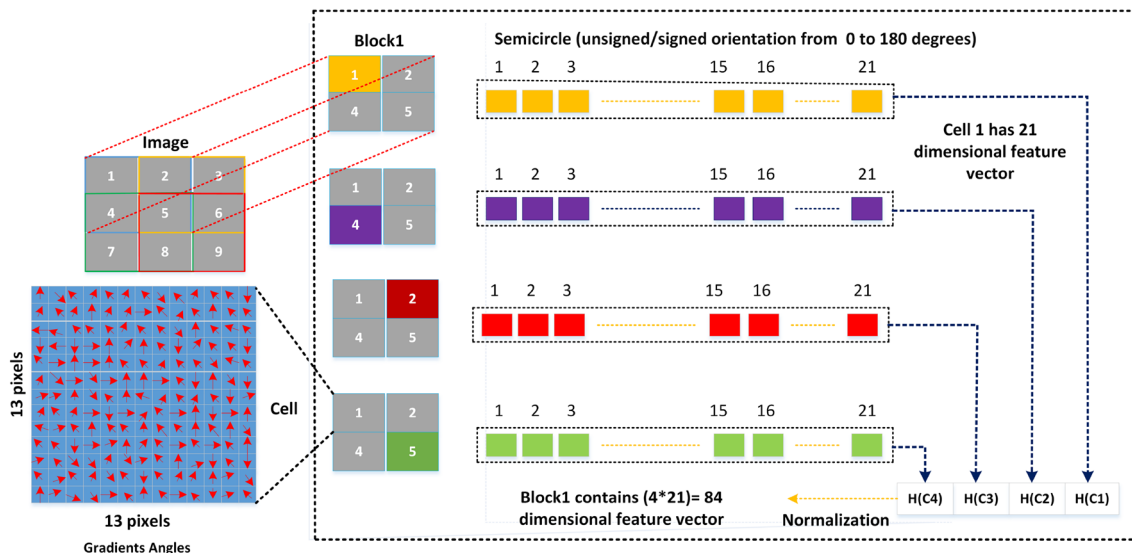 Block1
Semicircle (unsigned/signed orientation from 0 to 180 degrees)
1 2
4 5
1 2 3 15 16 21
Cell 1 has 21
dimensional feature
vector
Image
1 2 3
4 5 6
7 8 9
1 2
4 5
1 2 3 15 16 21
1 2
4 5
1 2 3 15 16 21
13 pixels
Cell
1 2
4 5
1 2 3 15 16 21
13 pixels
Gradients Angles
Block1 contains (4*21)= 84
dimensional feature vector
Normalization
H(C4) H(C3) H(C2) H(C1)